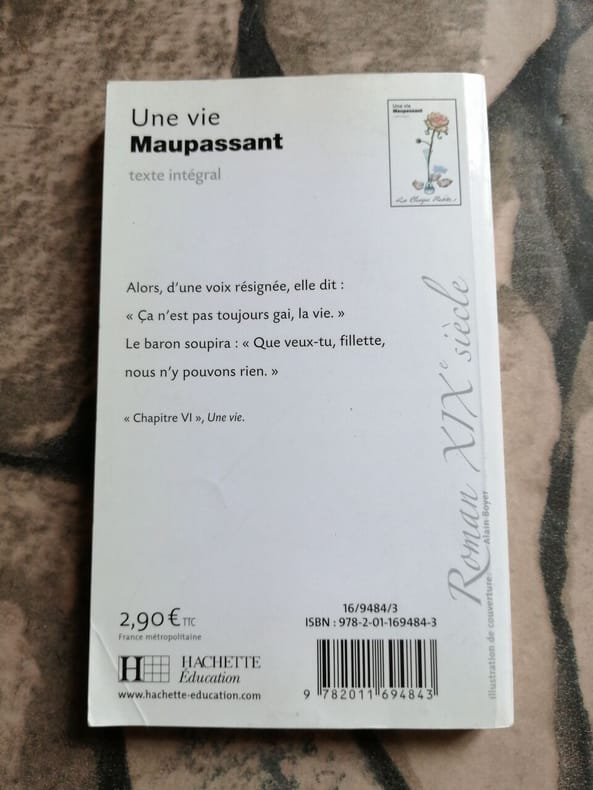 Une vie
Maupassant
texte intégral
Une vie
Maupassant
Alors, d'une voix résignée, elle dit :
« Ça n'est pas toujours gai, la vie. »
Le baron soupira : « Que veux-tu, fillette,
nous n'y pouvons rien. »
« Chapitre VI », Une vie.
Roman XIXe siècle
illustration de couverture : Alain Boyer
2,90 € TTC
France métropolitaine
HACHETTE
Éducation
www.hachette-education.com
16/9484/3
ISBN : 978-2-01-169484-3
9 782011 694843